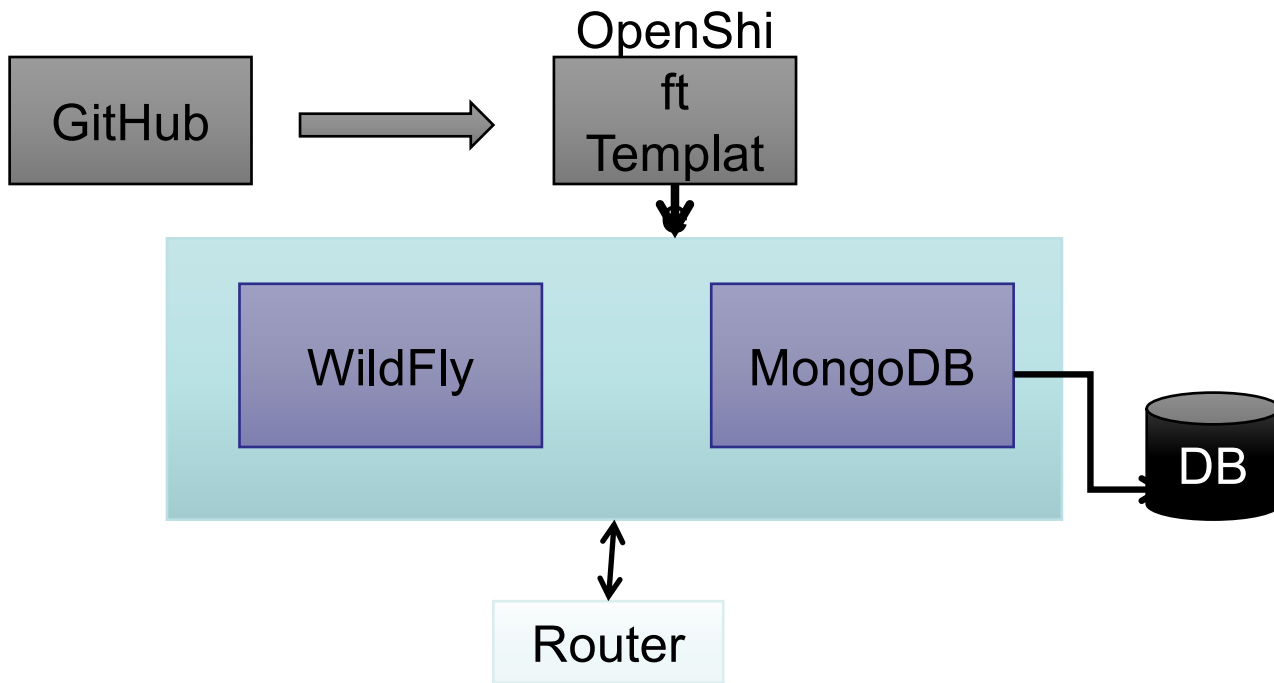 GitHub
OpenShi
ft
Templat
e
WildFly
MongoDB
DB
Router